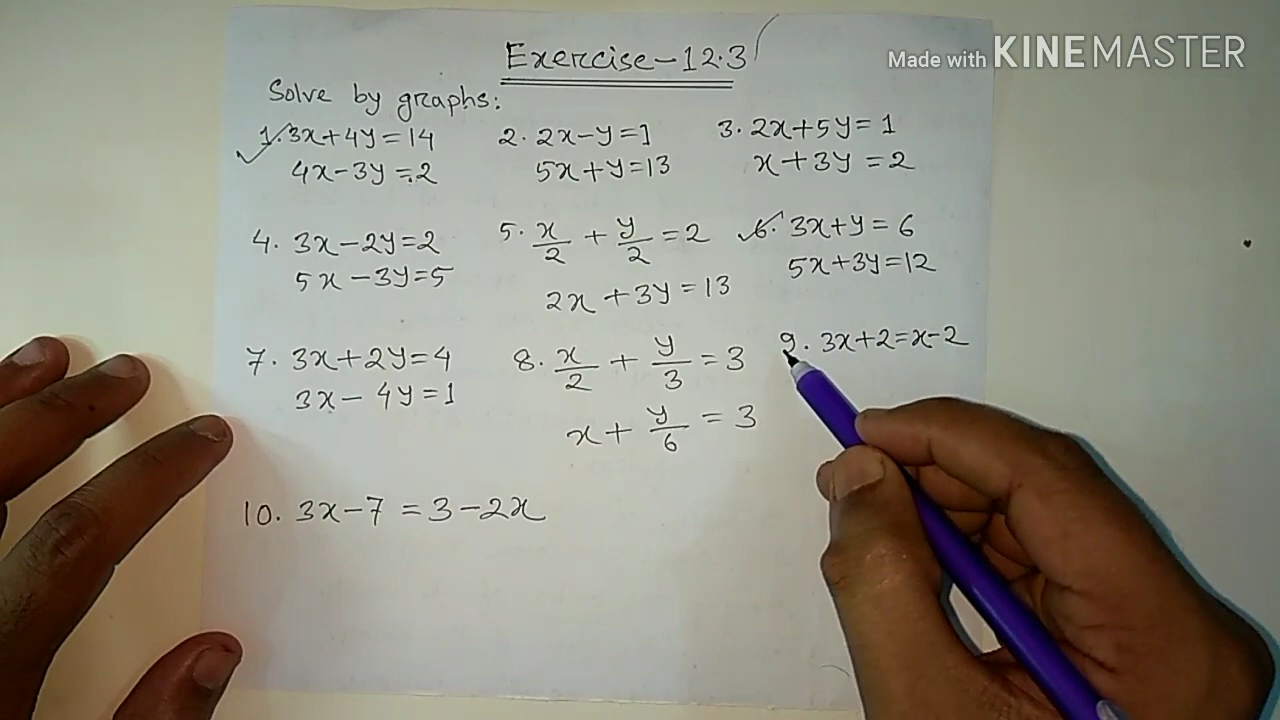 Made with KINEMASTER
Exercise-12.3
Solve by graphs:
1. 3x+4y=14
4x-3y=2
2. 2x-y=1
5x+y=13
3. 2x+5y=1
x+3y=2
4. 3x-2y=2
5x-3y=5
5. x/2 + y/2 = 2
2x+3y=13
6. 3x+y=6
5x+3y=12
7. 3x+2y=4
3x-4y=1
8. x/2 + y/3 = 3
x + y/6 = 3
9. 3x+2=x-2
10. 3x-7=3-2x